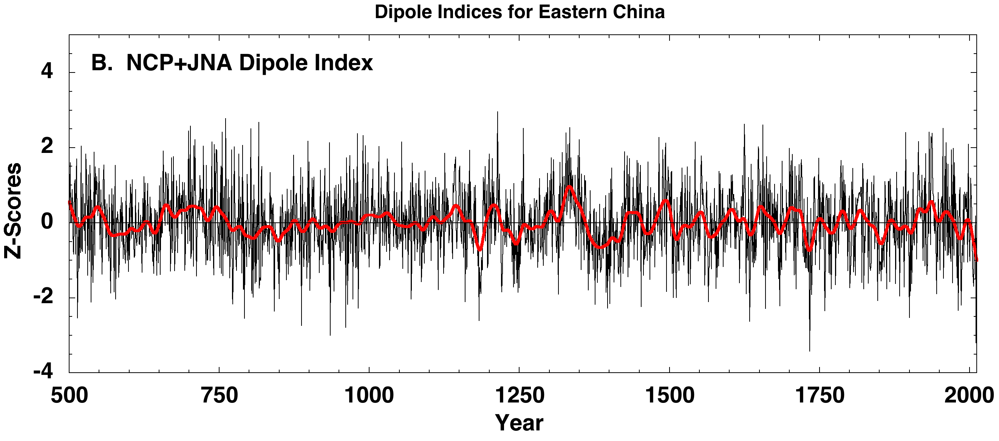 Dipole Indices for Eastern China
B. NCP+JNA Dipole Index
Z-Scores
4
2
0
-2
-4
500 750 1000 1250 1500 1750 2000
Year